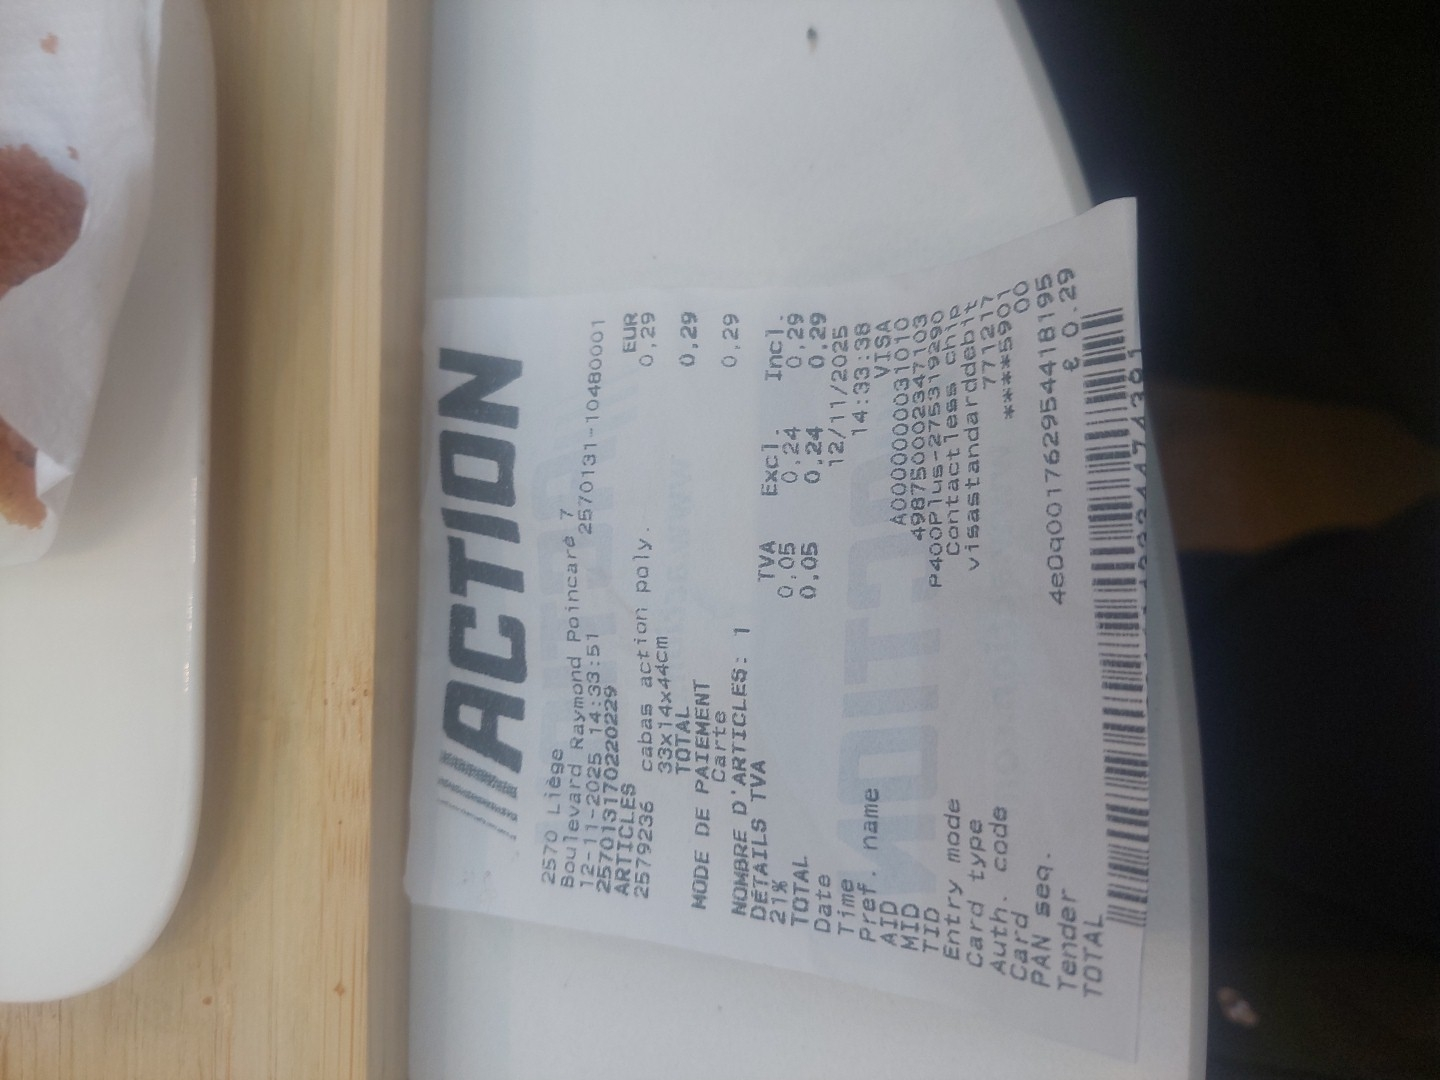 //ACTION
2570 Liège
Boulevard Raymond Poincaré 7
12-11-2025 14:33:51 2570131-10480001
2570131702202​29
ARTICLES EUR
2579236 cabas action poly. 0,29
33x14x44cm
TOTAL 0,29
MODE DE PAIEMENT
Carte 0,29
NOMBRE D'ARTICLES: 1
DÉTAILS TVA TVA Excl. Incl.
21% 0,05 0,24 0,29
TOTAL 0,05 0,24 0,29
Date 12/11/2025
Time 14:33:38
Pref. name VISA
AID A0000000031010
MID 498750002347103
TID P400Plus-275319290
Entry mode Contactless chip
Card type visastandarddebit
Auth. code 771217
Card ****5901
PAN seq. 00
Tender 4e0q001762954418195
TOTAL € 0.29